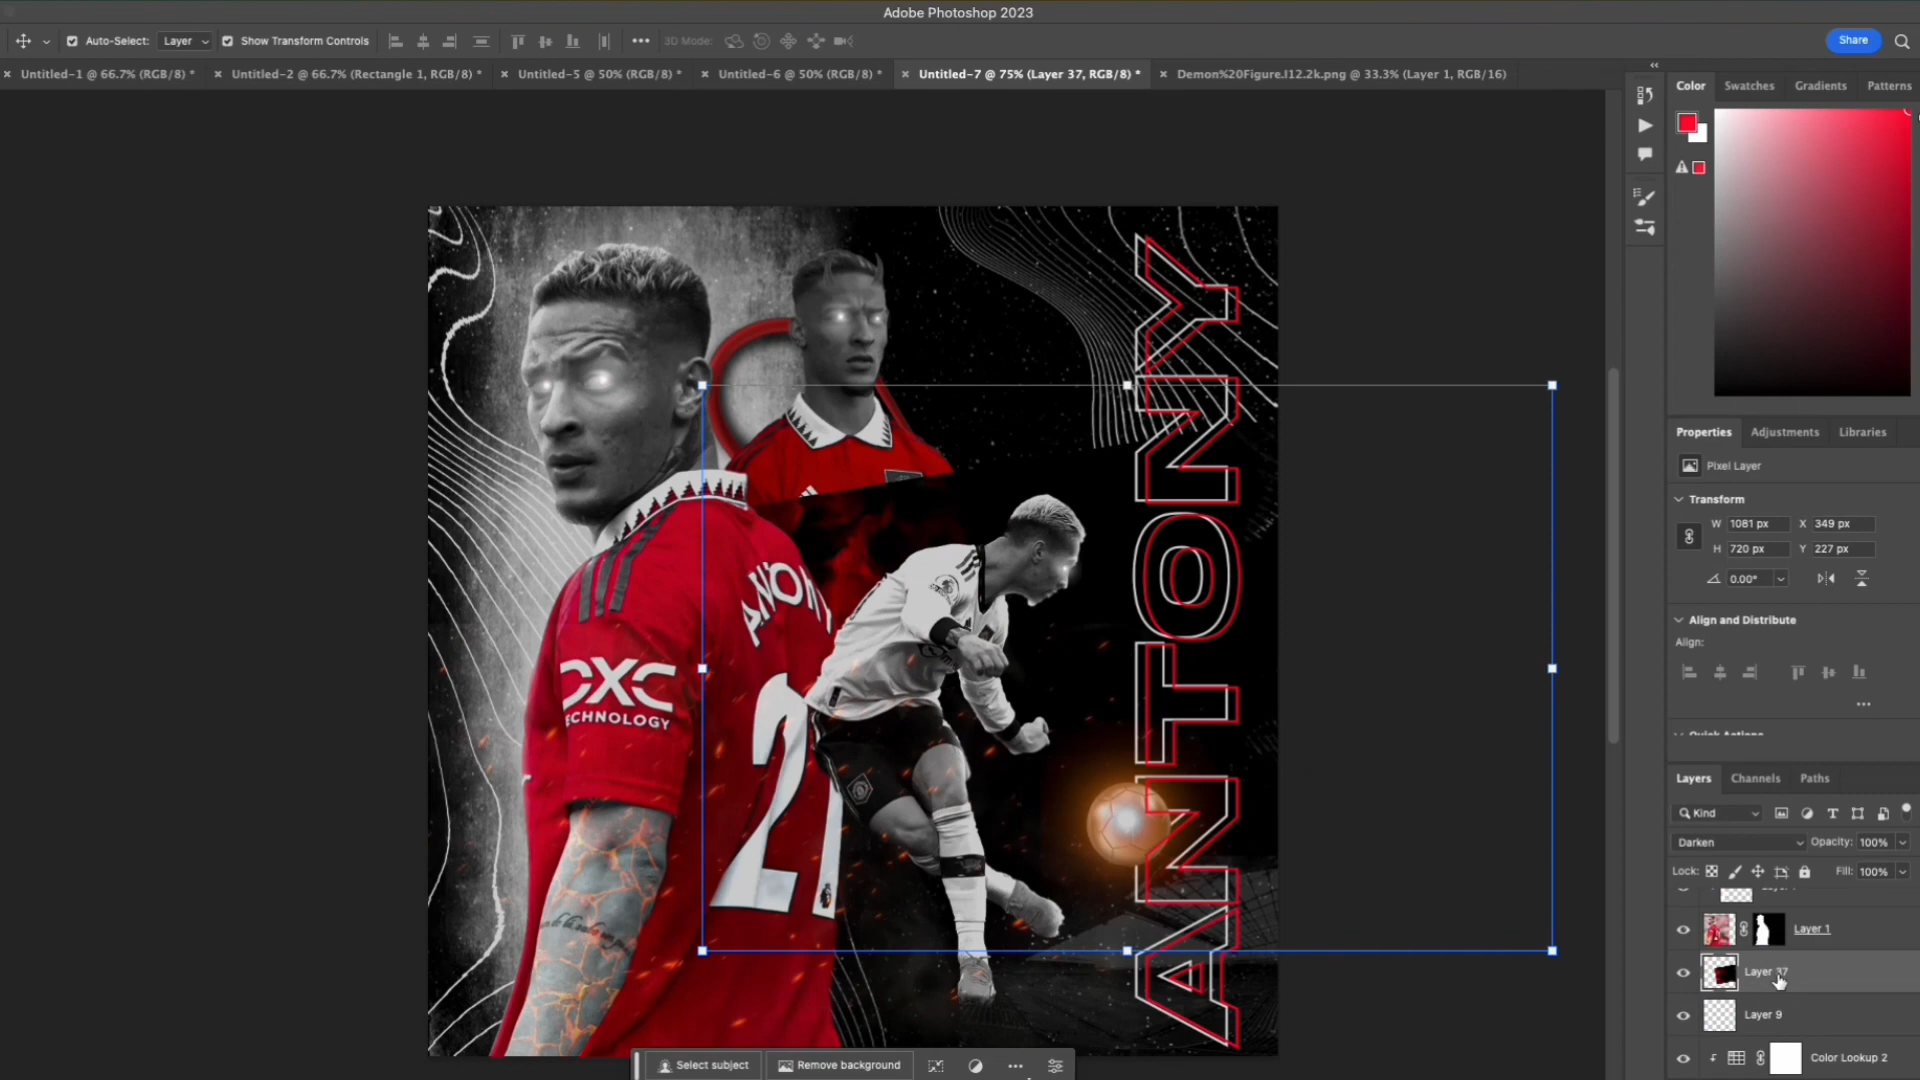 Adobe Photoshop 2023
Auto-Select: Layer Show Transform Controls 3D Mode: Share
Untitled-1 @ 66.7% (RGB/8) * Untitled-2 @ 66.7% (Rectangle 1, RGB/8) * Untitled-5 @ 50% (RGB/8) * Untitled-6 @ 50% (RGB/8) * Untitled-7 @ 75% (Layer 37, RGB/8) * Demon%20Figure.I12.2k.png @ 33.3% (Layer 1, RGB/16)
Color Swatches Gradients Patterns
ANTONY
ANTONY
21
TECHNOLOGY
Properties Adjustments Libraries
Pixel Layer
Transform
W 1081 px X 349 px
H 720 px Y 227 px
0.00°
Align and Distribute
Align:
Quick Actions
Layers Channels Paths
Kind
Darken Opacity: 100%
Lock: Fill: 100%
Layer 1
Layer 37
Layer 9
Color Lookup 2
Select subject Remove background